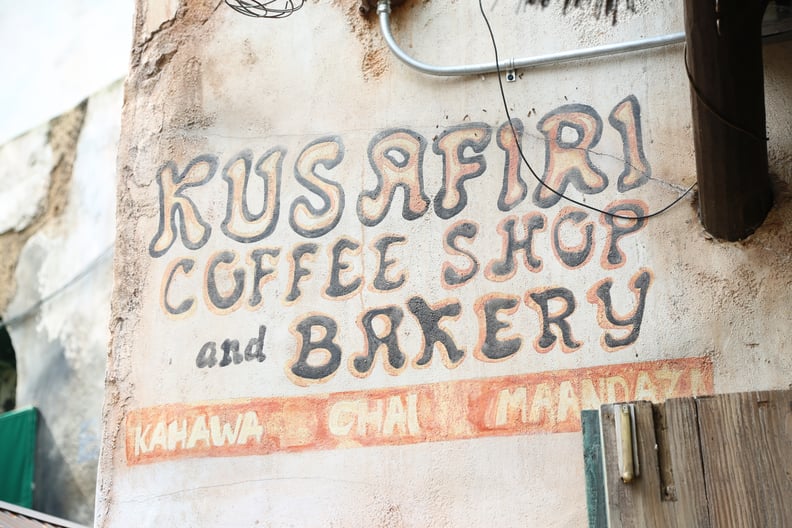 KUSAFIRI
COFFEE SHOP
and BAKERY
KAHAWA CHAI MAANDAZI